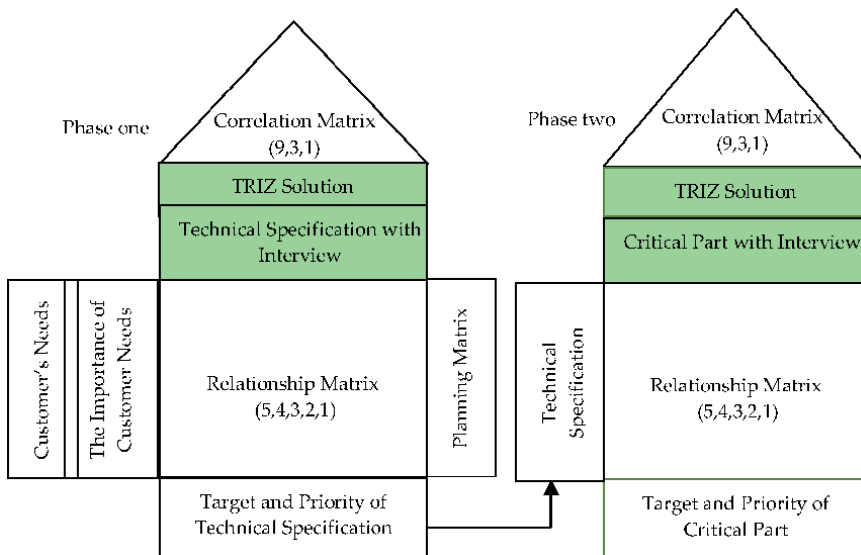 Phase one
Correlation Matrix
(9,3,1)
TRIZ Solution
Technical Specification with
Interview
Customer's Needs
The Importance of
Customer Needs
Relationship Matrix
(5,4,3,2,1)
Planning Matrix
Target and Priority of
Technical Specification
Phase two
Correlation Matrix
(9,3,1)
TRIZ Solution
Critical Part with Interview
Technical
Specification
Relationship Matrix
(5,4,3,2,1)
Target and Priority of
Critical Part